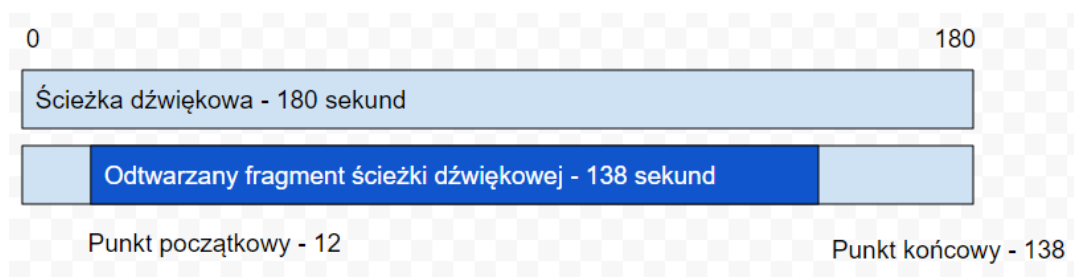 0 180
Ścieżka dźwiękowa - 180 sekund
Odtwarzany fragment ścieżki dźwiękowej - 138 sekund
Punkt początkowy - 12
Punkt końcowy - 138